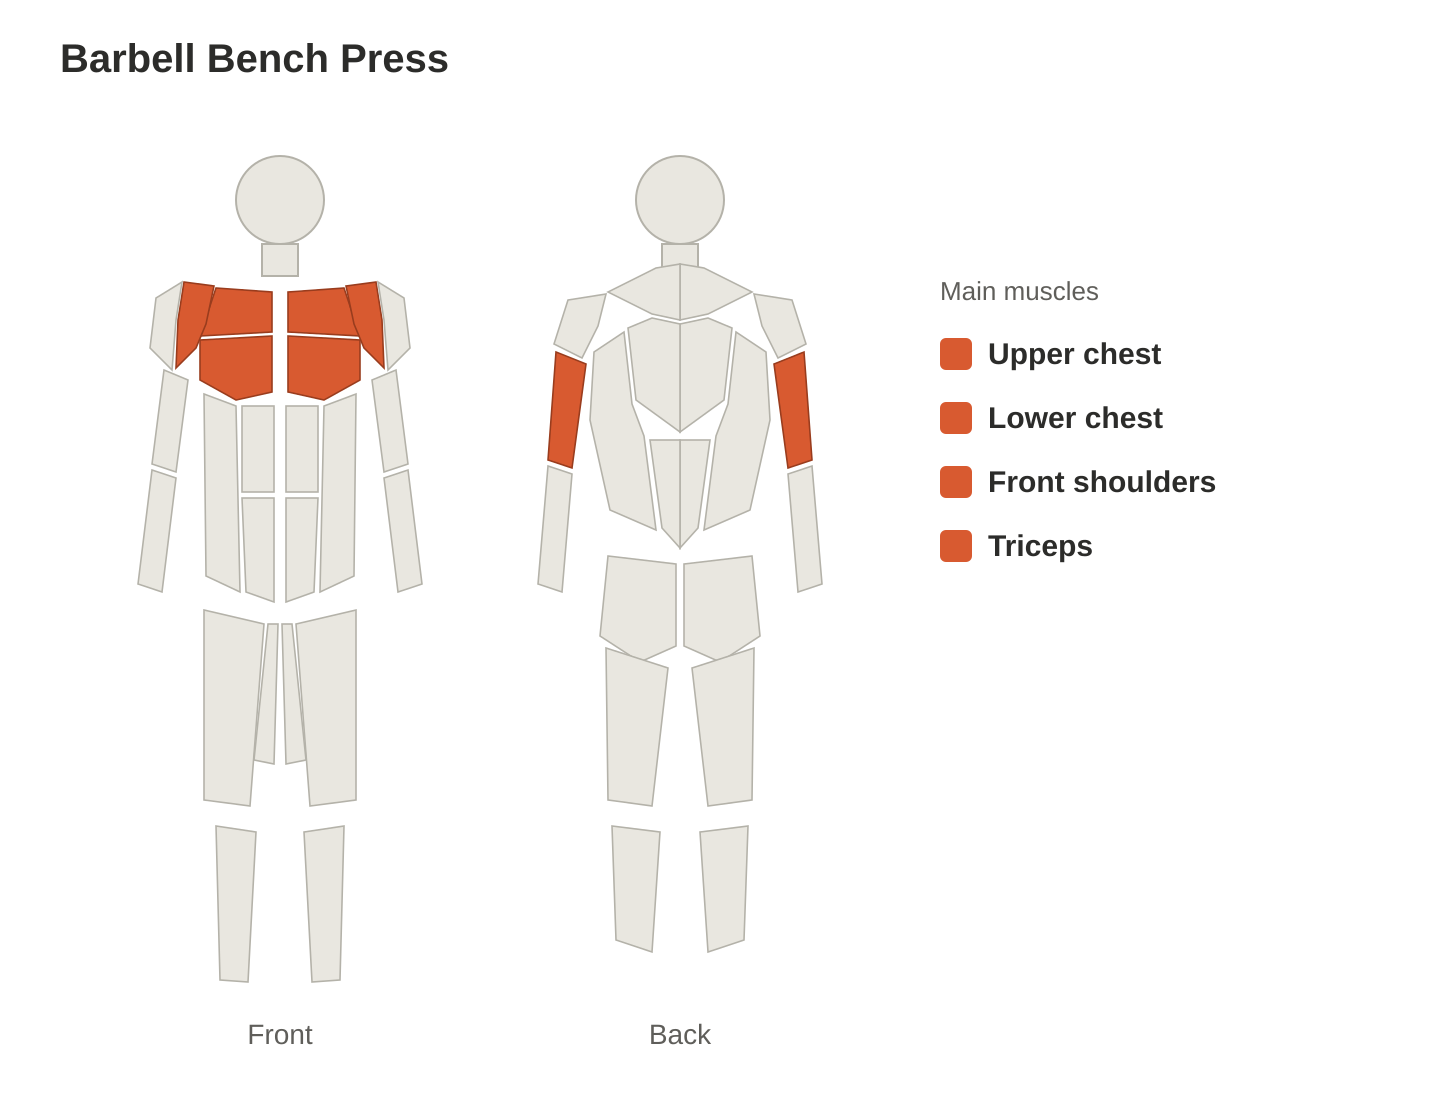 Barbell Bench Press
Main muscles
Upper chest
Lower chest
Front shoulders
Triceps
Front
Back